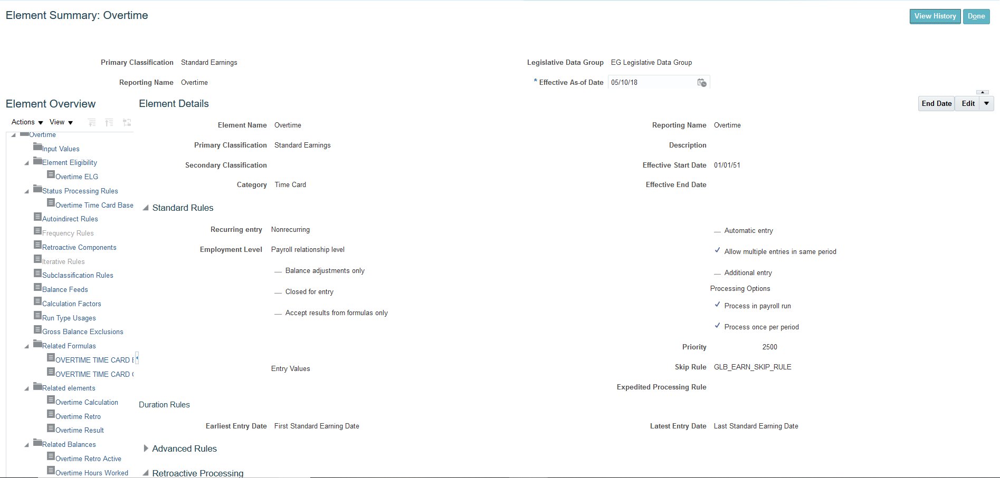 Element Summary: Overtime
View History
Done
Primary Classification Standard Earnings
Legislative Data Group EG Legislative Data Group
Reporting Name Overtime
* Effective As-of Date 05/10/18
Element Overview
Actions View
Overtime
Input Values
Element Eligibility
Overtime ELG
Status Processing Rules
Overtime Time Card Base
Autoindirect Rules
Frequency Rules
Retroactive Components
Iterative Rules
Subclassification Rules
Balance Feeds
Calculation Factors
Run Type Usages
Gross Balance Exclusions
Related Formulas
OVERTIME TIME CARD
OVERTIME TIME CARD
Related elements
Overtime Calculation
Overtime Retro
Overtime Result
Related Balances
Overtime Retro Active
Overtime Hours Worked
Element Details
End Date Edit
Element Name Overtime
Reporting Name Overtime
Primary Classification Standard Earnings
Description
Secondary Classification
Effective Start Date 01/01/51
Category Time Card
Effective End Date
Standard Rules
Recurring entry Nonrecurring
Automatic entry
Employment Level Payroll relationship level
Allow multiple entries in same period
Balance adjustments only
Additional entry
Closed for entry
Processing Options
Process in payroll run
Accept results from formulas only
Process once per period
Priority 2500
Entry Values
Skip Rule GLB_EARN_SKIP_RULE
Expedited Processing Rule
Duration Rules
Earliest Entry Date First Standard Earning Date
Latest Entry Date Last Standard Earning Date
Advanced Rules
Retroactive Processing